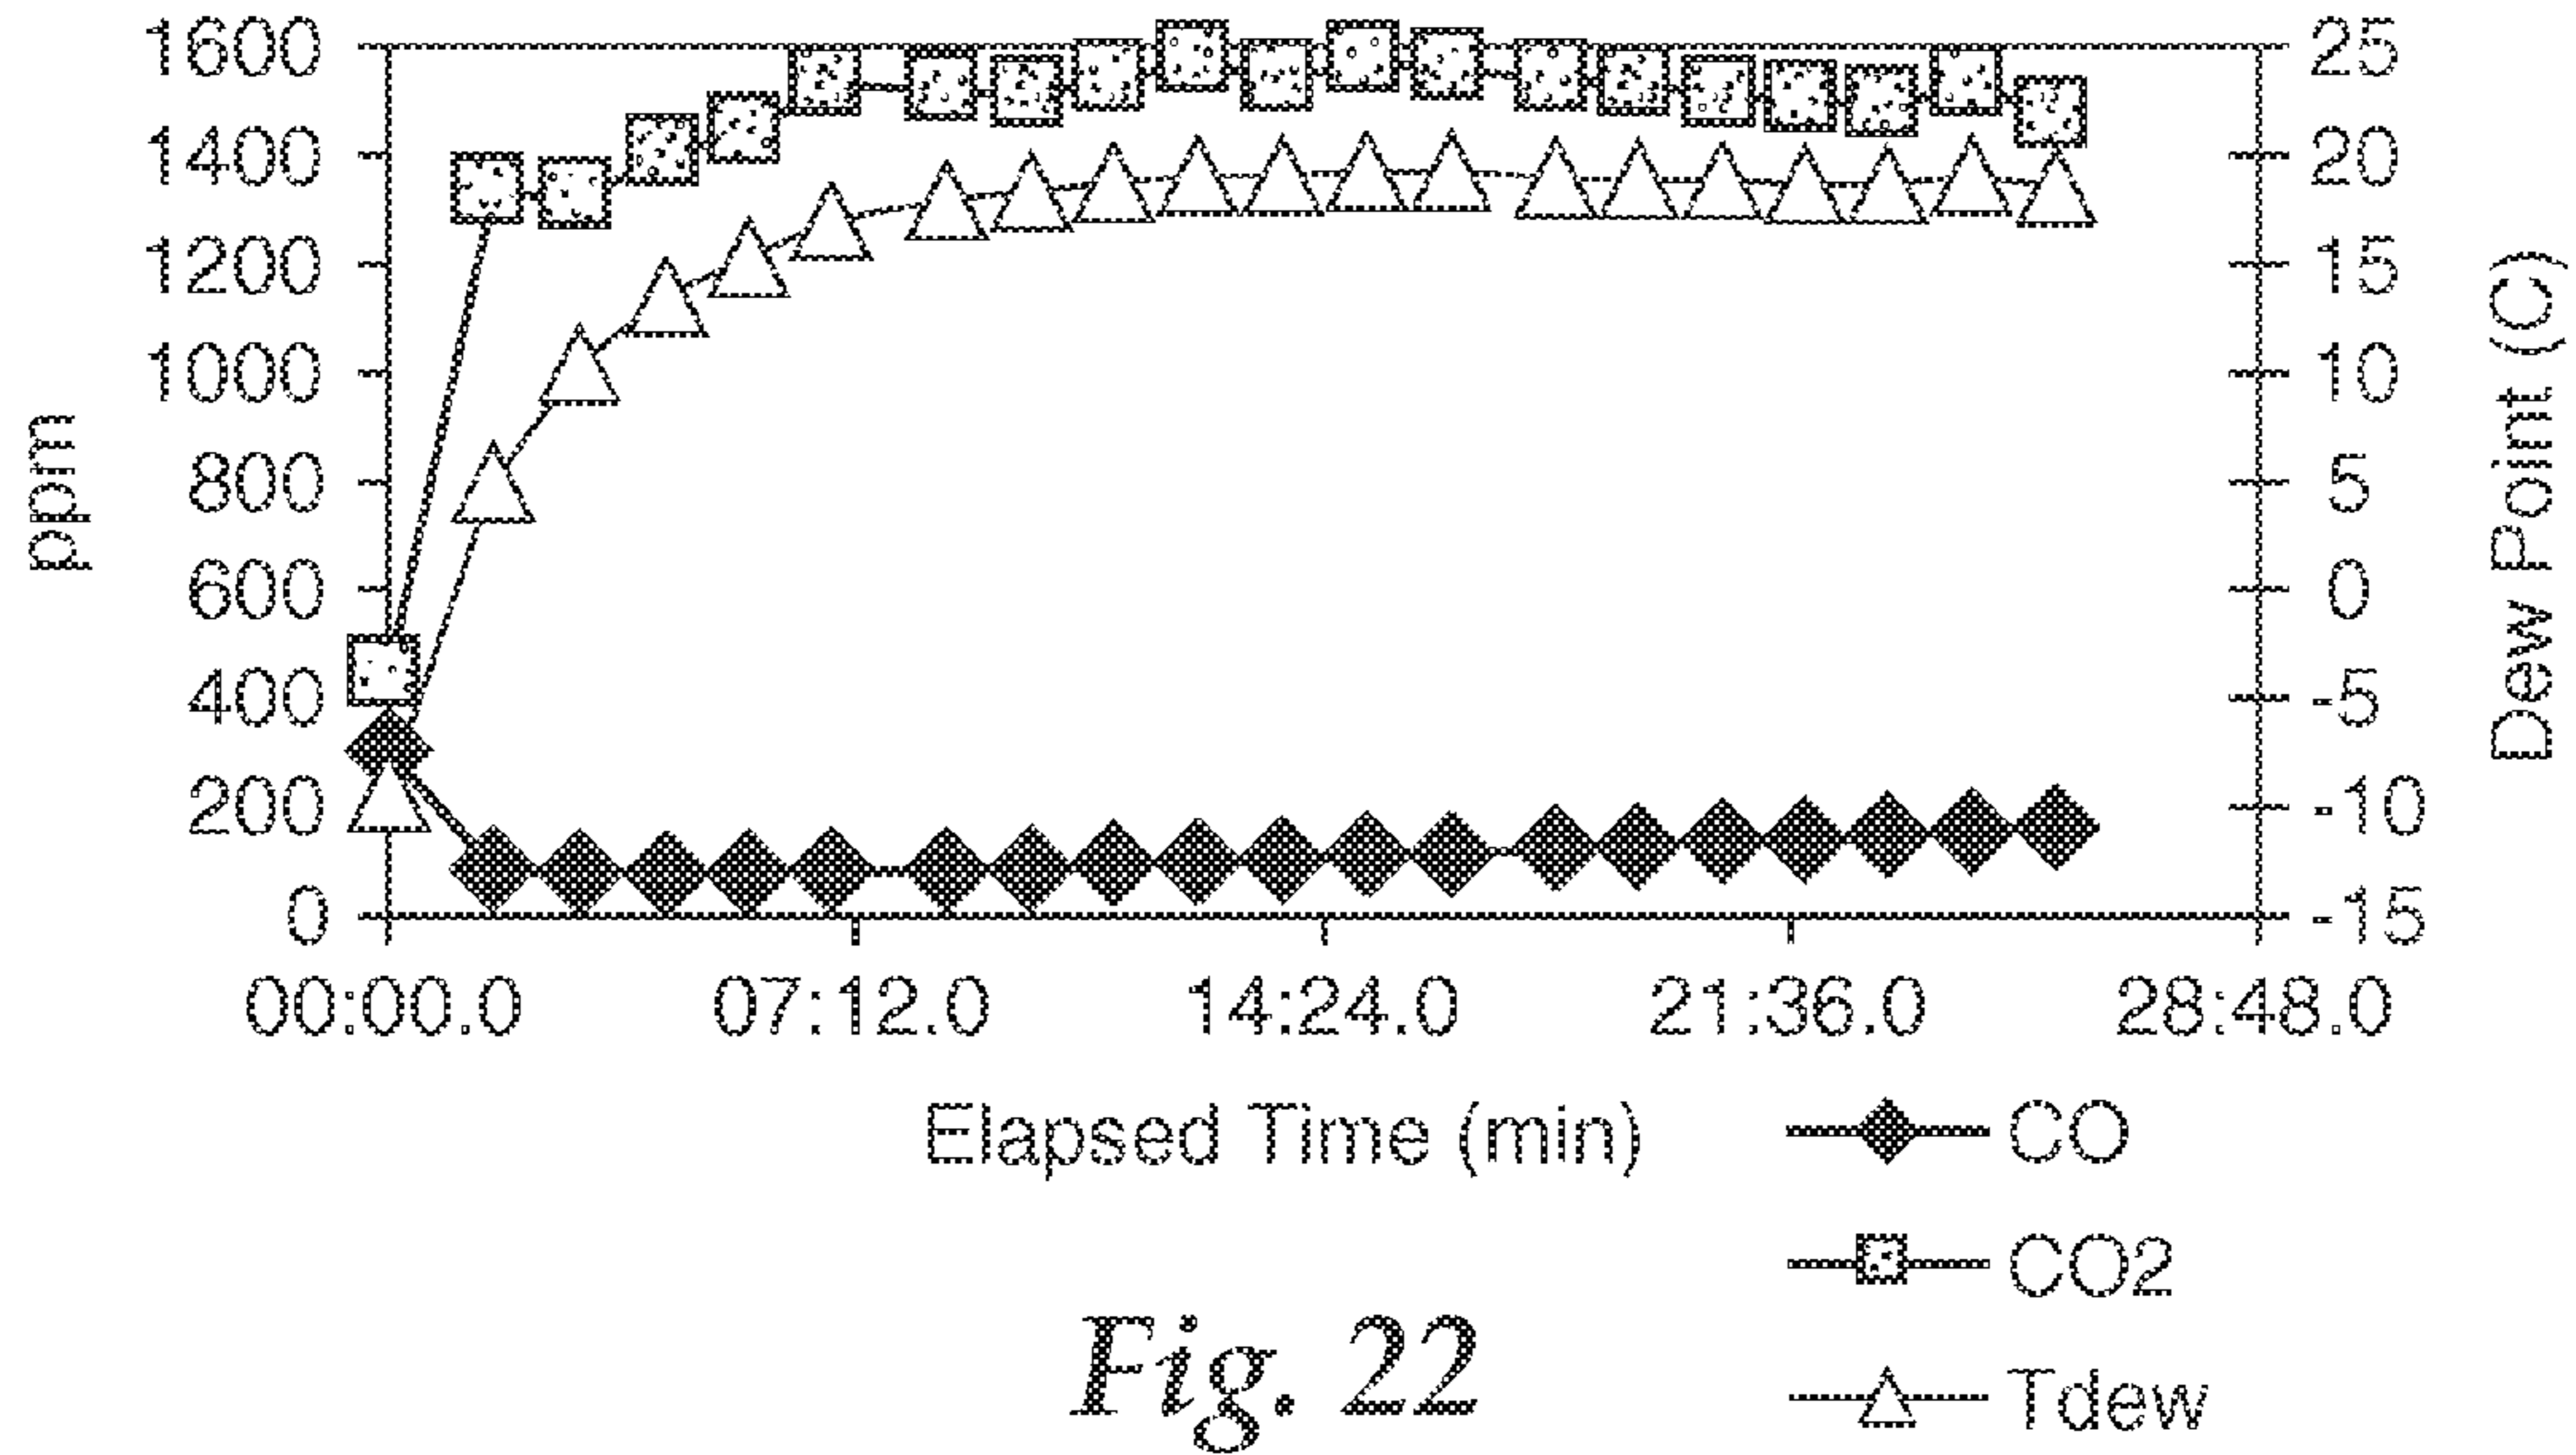 1600
1400
1200
1000
800
600
400
200
0
ppm
25
20
15
10
5
0
-5
-10
-15
Dew Point (C)
00:00.0 07:12.0 14:24.0 21:36.0 28:48.0
Elapsed Time (min)
CO
CO2
Tdew
Fig. 22